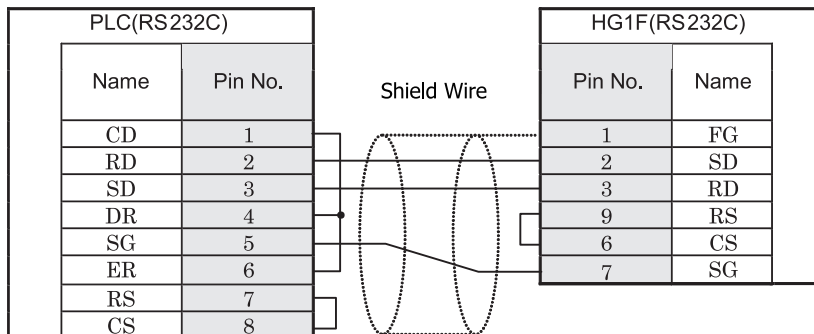 PLC(RS232C)
Name Pin No.
CD 1
RD 2
SD 3
DR 4
SG 5
ER 6
RS 7
CS 8
Shield Wire
HG1F(RS232C)
Pin No. Name
1 FG
2 SD
3 RD
9 RS
6 CS
7 SG